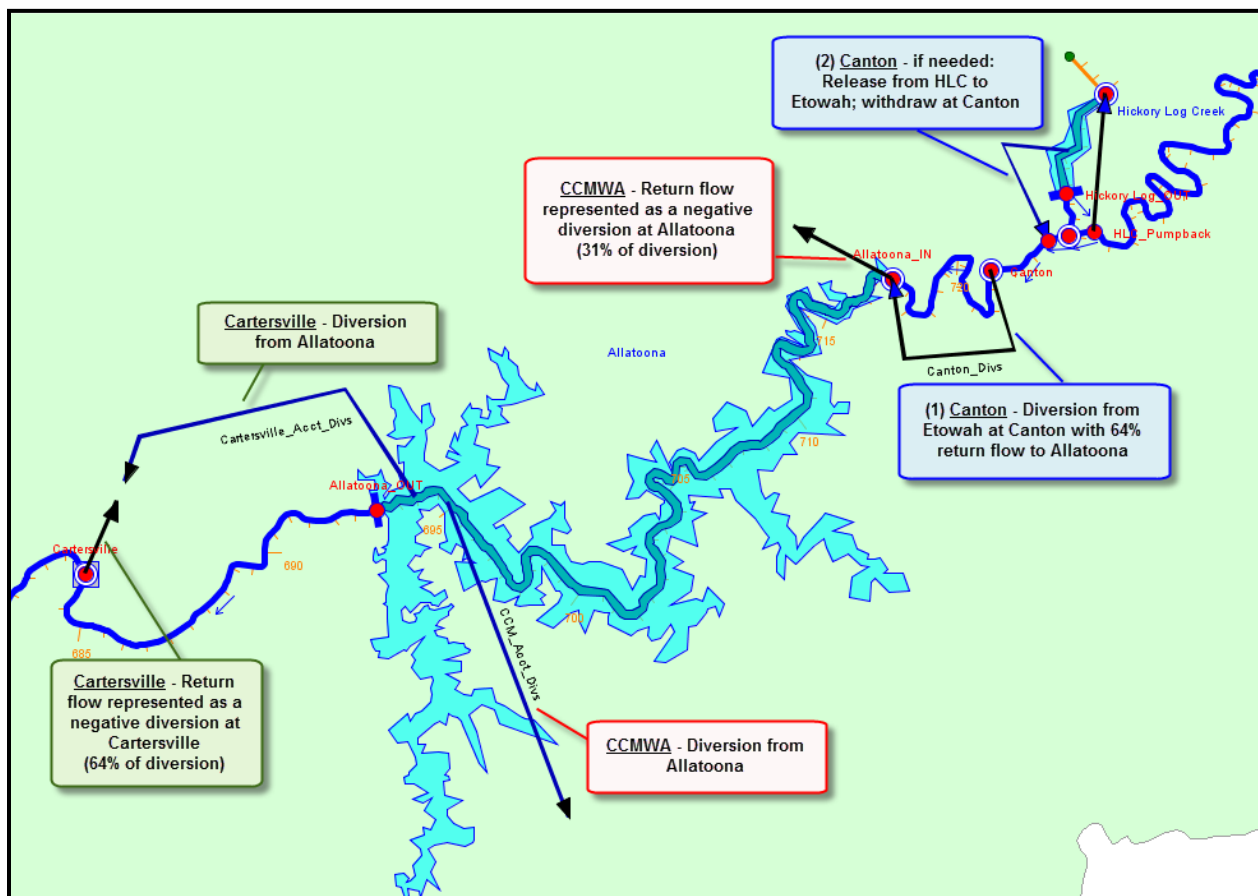 (2) Canton - if needed:
Release from HLC to
Etowah; withdraw at Canton
Hickory Log Creek
CCMWA - Return flow
represented as a negative
diversion at Allatoona
(31% of diversion)
Hickory Log_OUT
HLC_Pumpback
Allatoona_IN
Canton
720
Cartersville - Diversion
from Allatoona
715
Allatoona
Canton_Divs
(1) Canton - Diversion from
Etowah at Canton with 64%
return flow to Allatoona
710
Cartersville_Acct_Divs
705
Allatoona_OUT
695
Cartersville
690
700
685
CCM_Acct_Divs
Cartersville - Return
flow represented as a
negative diversion at
Cartersville
(64% of diversion)
CCMWA - Diversion from
Allatoona